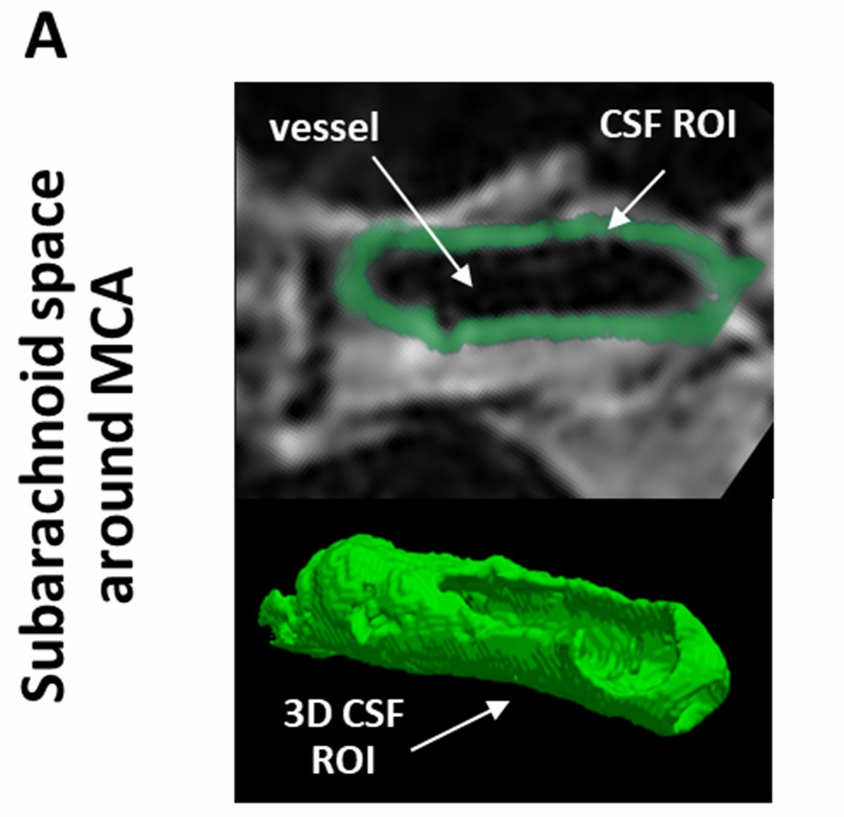 A
Subarachnoid space
around MCA
vessel
CSF ROI
3D CSF
ROI